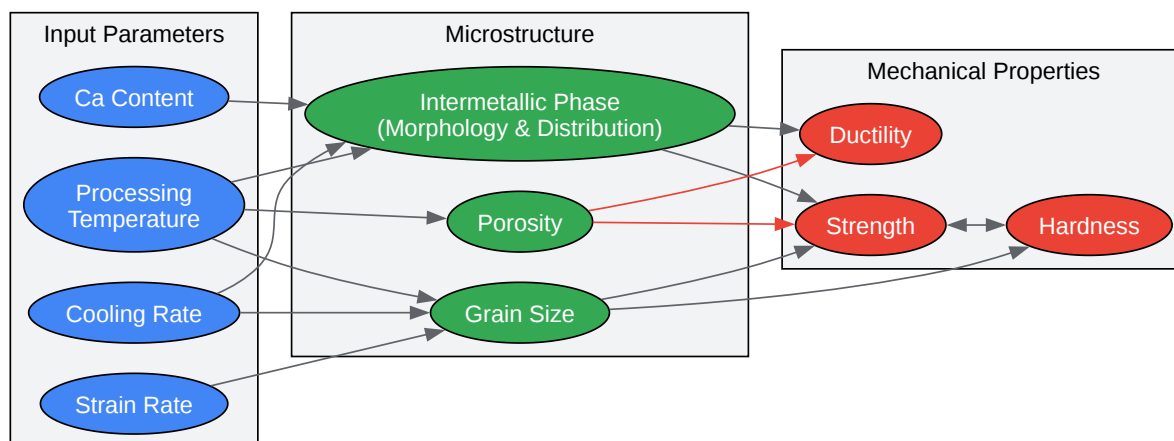 Input Parameters
Ca Content
Processing
Temperature
Cooling Rate
Strain Rate
Microstructure
Intermetallic Phase
(Morphology & Distribution)
Porosity
Grain Size
Mechanical Properties
Ductility
Strength
Hardness